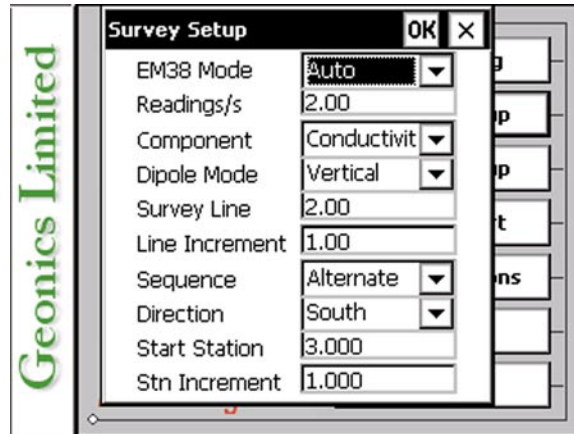 Geonics Limited
Survey Setup OK ×
EM38 Mode Auto
Readings/s 2.00
Component Conductivit
Dipole Mode Vertical
Survey Line 2.00
Line Increment 1.00
Sequence Alternate
Direction South
Start Station 3.000
Stn Increment 1.000